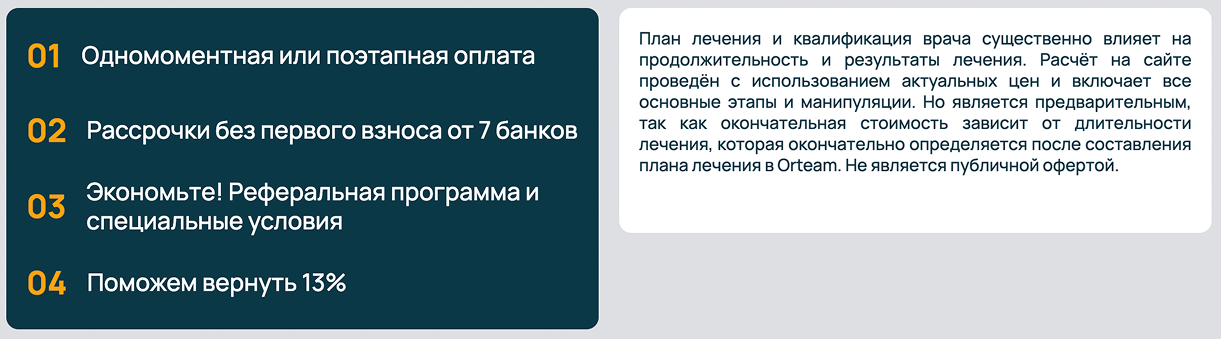 01 Одномоментная или поэтапная оплата
02 Рассрочки без первого взноса от 7 банков
03 Экономьте! Реферальная программа и
специальные условия
04 Поможем вернуть 13%
План лечения и квалификация врача существенно влияет на
продолжительность и результаты лечения. Расчёт на сайте
проведён с использованием актуальных цен и включает все
основные этапы и манипуляции. Но является предварительным,
так как окончательная стоимость зависит от длительности
лечения, которая окончательно определяется после составления
плана лечения в Orteam. Не является публичной офертой.